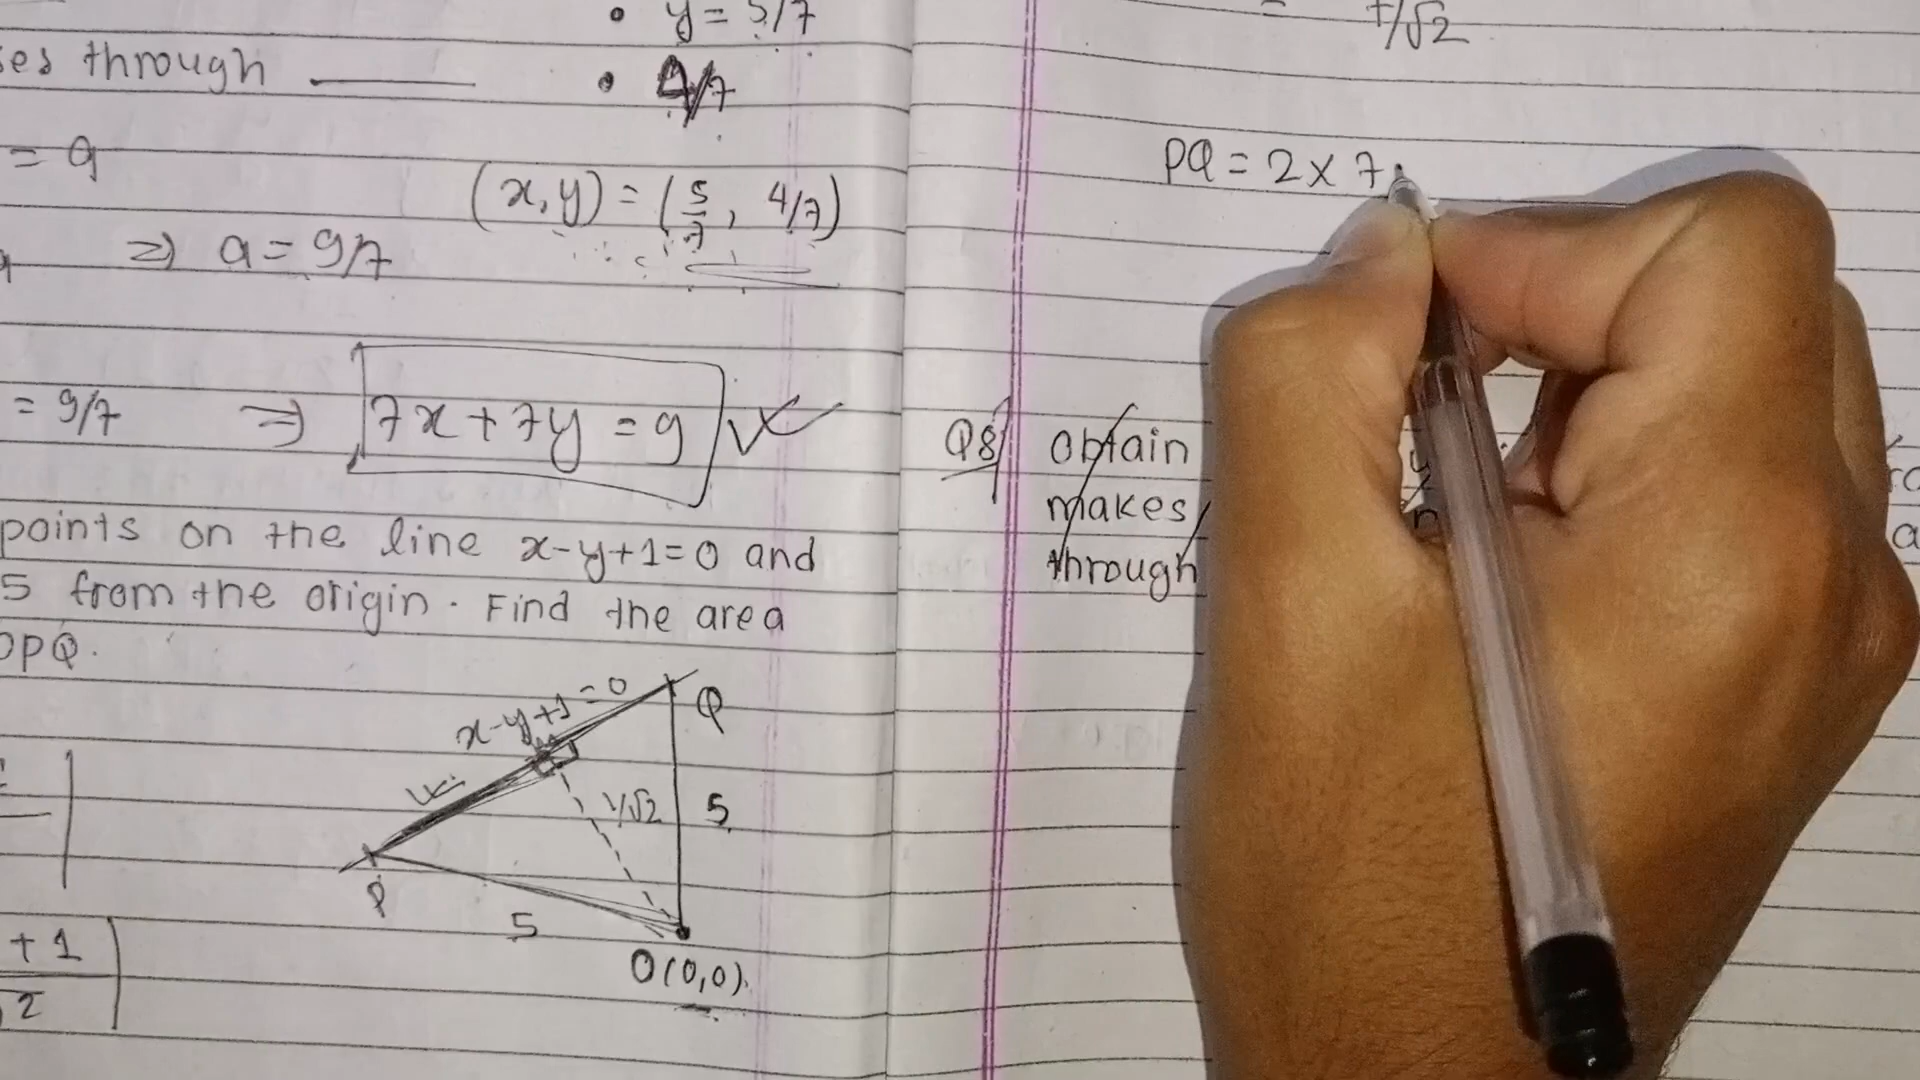 y = 5/7
through
4/7
= a
(x, y) = (5/7, 4/7)
⇒ a = 9/7
= 9/7 ⇒ 7x + 7y = 9
points on the line x-y+1=0 and
5 from the origin. Find the area
OPQ.
x-y+1=0
Q
1/√2
5
P
5
O(0,0)
+ 1
2
7/√2
PQ = 2 × 7
Q8/ obtain
makes
through